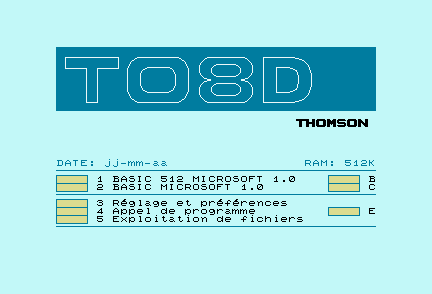 TO8D
THOMSON
DATE: jj-mm-aa RAM: 512K
1 BASIC 512 MICROSOFT 1.0 B
2 BASIC MICROSOFT 1.0 C
3 Réglage et préférences
4 Appel de programme E
5 Exploitation de fichiers